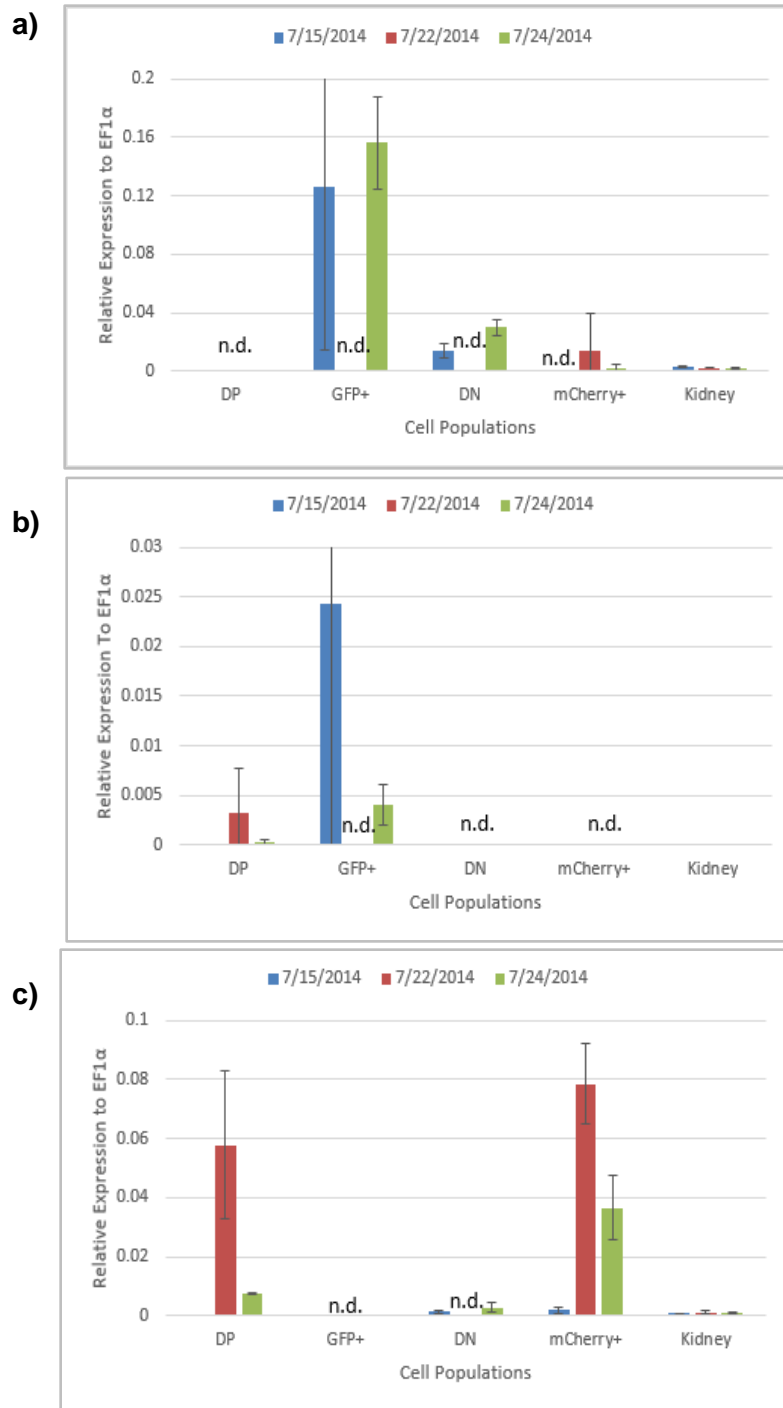 a)
7/15/2014 7/22/2014 7/24/2014
Relative Expression to EF1α
0.2
0.16
0.12
0.08
0.04
0
n.d. n.d. n.d. n.d.
DP GFP+ DN mCherry+ Kidney
Cell Populations
b)
7/15/2014 7/22/2014 7/24/2014
Relative Expression To EF1α
0.03
0.025
0.02
0.015
0.01
0.005
0
n.d. n.d. n.d.
DP GFP+ DN mCherry+ Kidney
Cell Populations
c)
7/15/2014 7/22/2014 7/24/2014
Relative Expression to EF1α
0.1
0.08
0.06
0.04
0.02
0
n.d. n.d.
DP GFP+ DN mCherry+ Kidney
Cell Populations